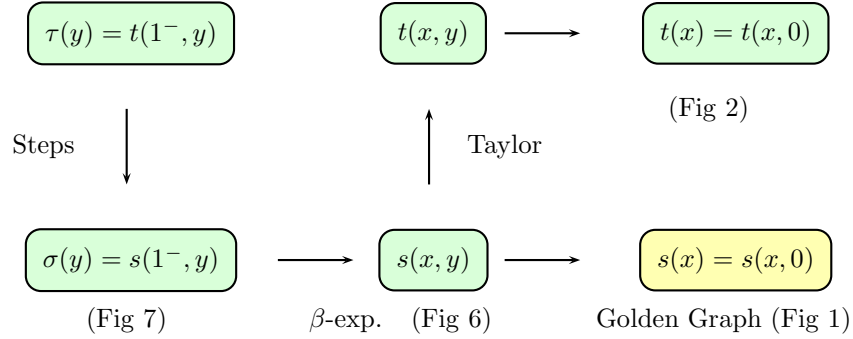 τ(y) = t(1⁻, y)
t(x, y)
t(x) = t(x, 0)
(Fig 2)
Steps
Taylor
σ(y) = s(1⁻, y)
s(x, y)
s(x) = s(x, 0)
(Fig 7)
β-exp.
(Fig 6)
Golden Graph (Fig 1)